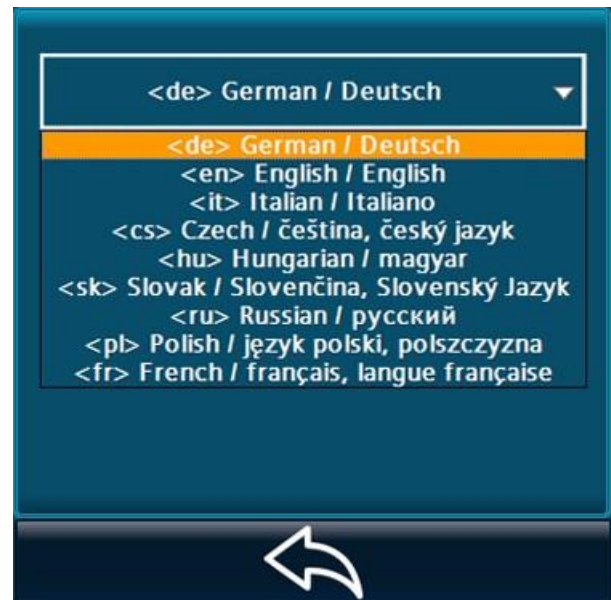 <de> German / Deutsch
<de> German / Deutsch
<en> English / English
<it> Italian / Italiano
<cs> Czech / čeština, český jazyk
<hu> Hungarian / magyar
<sk> Slovak / Slovenčina, Slovenský Jazyk
<ru> Russian / русский
<pl> Polish / język polski, polszczyzna
<fr> French / français, langue française